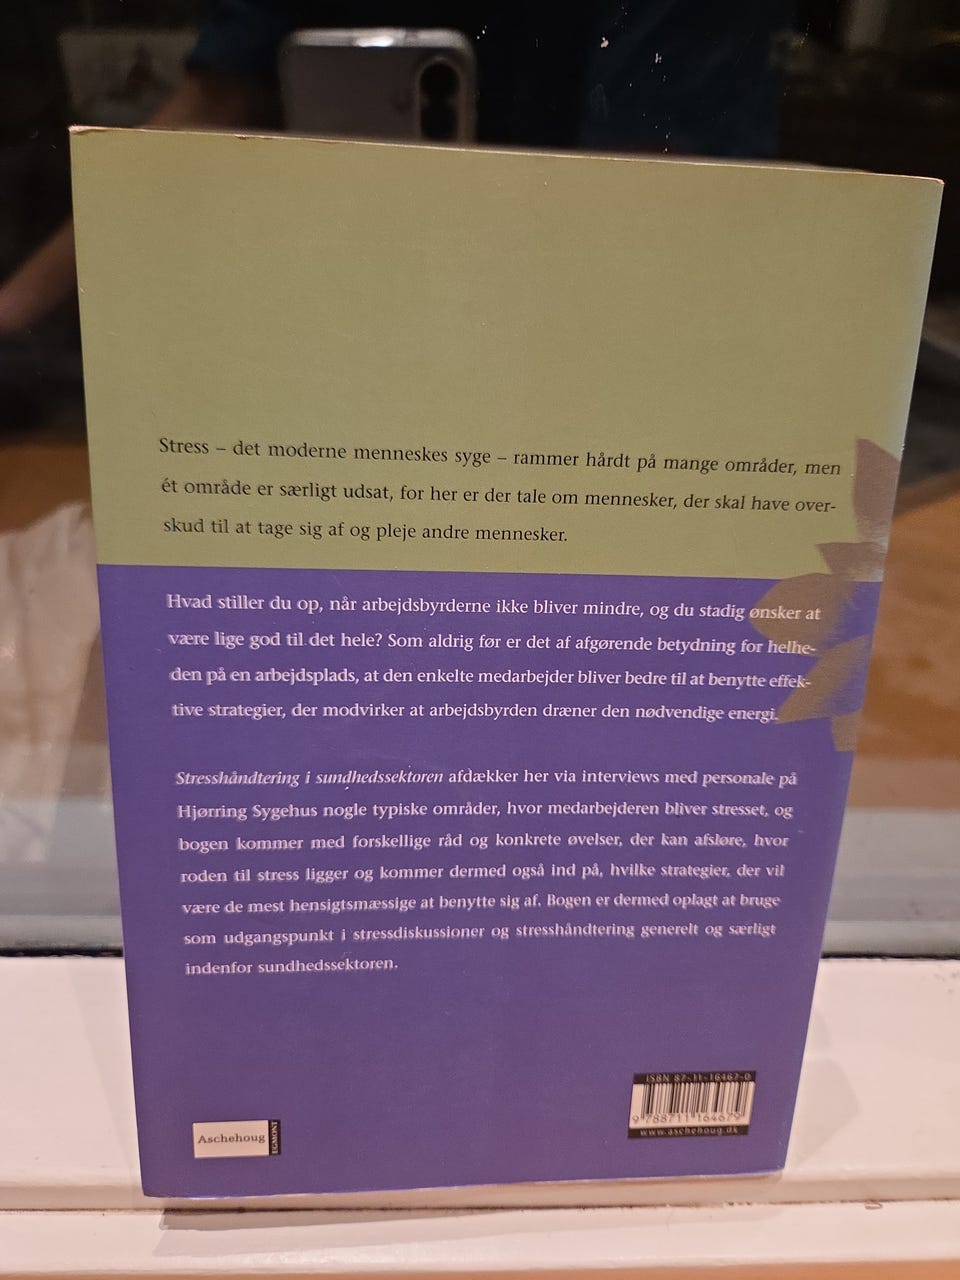 Stress – det moderne menneskes syge – rammer hårdt på mange områder, men
ét område er særligt udsat, for her er der tale om mennesker, der skal have over-
skud til at tage sig af og pleje andre mennesker.
Hvad stiller du op, når arbejdsbyrderne ikke bliver mindre, og du stadig ønsker at
være lige god til det hele? Som aldrig før er det af afgørende betydning for helhe-
den på en arbejdsplads, at den enkelte medarbejder bliver bedre til at benytte effek-
tive strategier, der modvirker at arbejdsbyrden dræner den nødvendige energi.
Stresshåndtering i sundhedssektoren afdækker her via interviews med personale på
Hjørring Sygehus nogle typiske områder, hvor medarbejderen bliver stresset, og
bogen kommer med forskellige råd og konkrete øvelser, der kan afsløre, hvor
roden til stress ligger og kommer dermed også ind på, hvilke strategier, der vil
være de mest hensigtsmæssige at benytte sig af. Bogen er dermed oplagt at bruge
som udgangspunkt i stressdiskussioner og stresshåndtering generelt og særligt
indenfor sundhedssektoren.
Aschehoug
EGMONT
ISBN 87-11-16467-0
9 788711 164679
www.aschehoug.dk